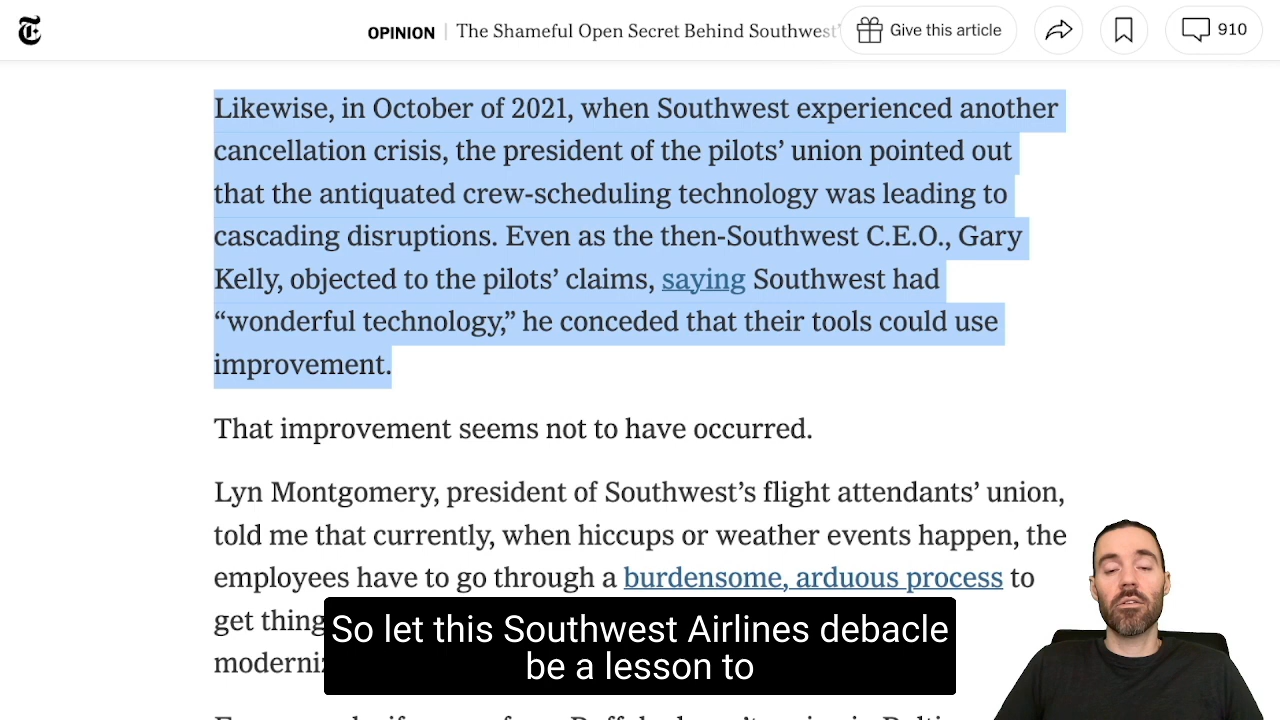 T
OPINION | The Shameful Open Secret Behind Southwest'
Give this article
910
Likewise, in October of 2021, when Southwest experienced another
cancellation crisis, the president of the pilots’ union pointed out
that the antiquated crew-scheduling technology was leading to
cascading disruptions. Even as the then-Southwest C.E.O., Gary
Kelly, objected to the pilots’ claims, saying Southwest had
“wonderful technology,” he conceded that their tools could use
improvement.
That improvement seems not to have occurred.
Lyn Montgomery, president of Southwest’s flight attendants’ union,
told me that currently, when hiccups or weather events happen, the
employees have to go through a burdensome, arduous process to
get thing
moderniz
So let this Southwest Airlines debacle
be a lesson to